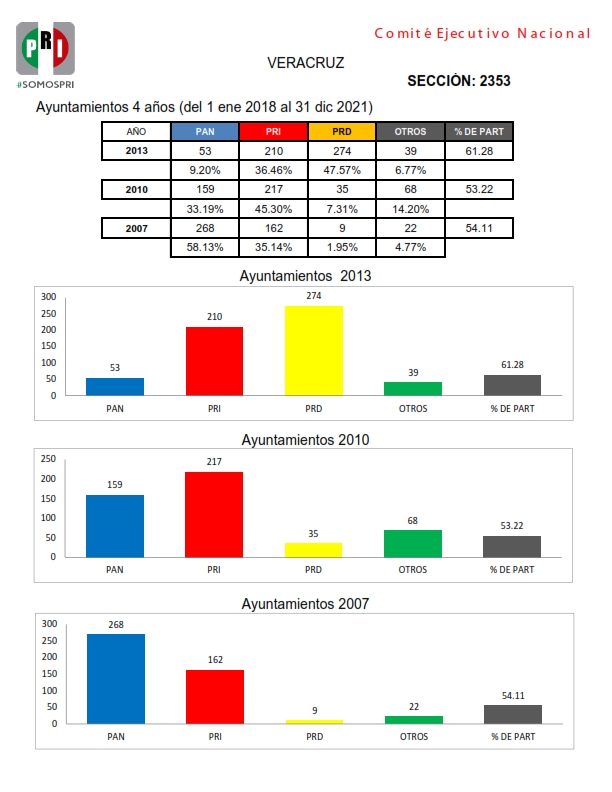 PRI
#SOMOSPRI
Comité Ejecutivo Nacional
VERACRUZ
SECCIÓN: 2353
Ayuntamientos 4 años (del 1 ene 2018 al 31 dic 2021)
AÑO PAN PRI PRD OTROS % DE PART
2013 53 210 274 39 61.28
9.20% 36.46% 47.57% 6.77%
2010 159 217 35 68 53.22
33.19% 45.30% 7.31% 14.20%
2007 268 162 9 22 54.11
58.13% 35.14% 1.95% 4.77%
Ayuntamientos 2013
300
250
200
150
100
50
0
53 210 274 39 61.28
PAN PRI PRD OTROS % DE PART
Ayuntamientos 2010
250
200
150
100
50
0
159 217 35 68 53.22
PAN PRI PRD OTROS % DE PART
Ayuntamientos 2007
300
250
200
150
100
50
0
268 162 9 22 54.11
PAN PRI PRD OTROS % DE PART